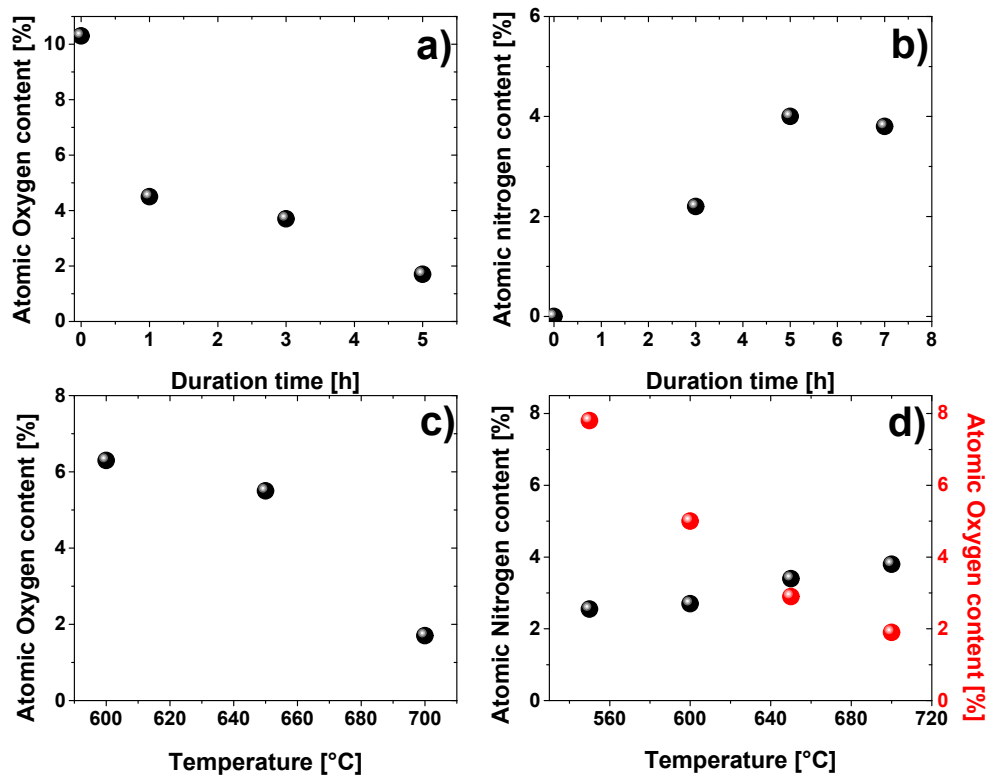 a)
Atomic Oxygen content [%]
10
8
6
4
2
0
0 1 2 3 4 5
Duration time [h]
b)
Atomic nitrogen content [%]
6
4
2
0
0 1 2 3 4 5 6 7 8
Duration time [h]
c)
Atomic Oxygen content [%]
8
6
4
2
0
600 620 640 660 680 700
Temperature [°C]
d)
Atomic Nitrogen content [%]
8
6
4
2
0
560 600 640 680 720
Temperature [°C]
8
6
4
2
0
Atomic Oxygen content [%]